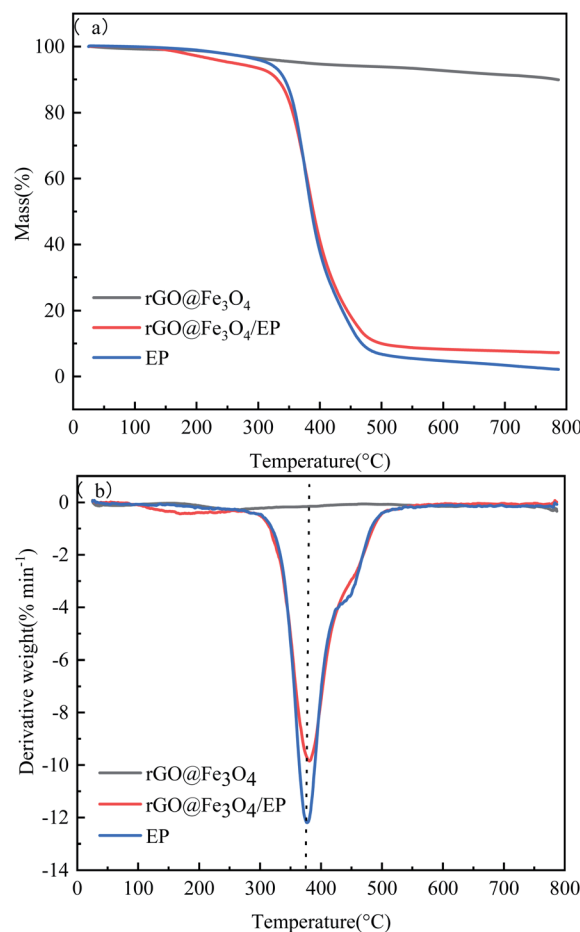 ( a)
100
80
60
40
20
0
Mass(%)
rGO@Fe₃O₄
rGO@Fe₃O₄/EP
EP
0 100 200 300 400 500 600 700 800
Temperature(°C)
( b)
0
-2
-4
-6
-8
-10
-12
-14
Derivative weight(% min⁻¹)
rGO@Fe₃O₄
rGO@Fe₃O₄/EP
EP
0 100 200 300 400 500 600 700 800
Temperature(°C)